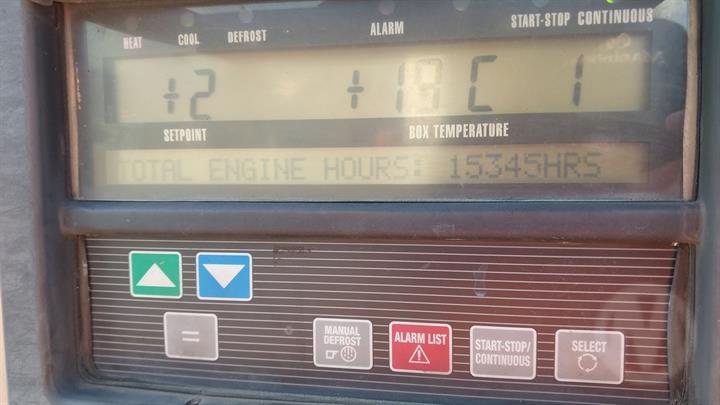 HEAT COOL DEFROST ALARM START-STOP CONTINUOUS
+2 +19 C 1
SETPOINT BOX TEMPERATURE
TOTAL ENGINE HOURS: 15345HRS
=
MANUAL DEFROST ALARM LIST START-STOP/ CONTINUOUS SELECT